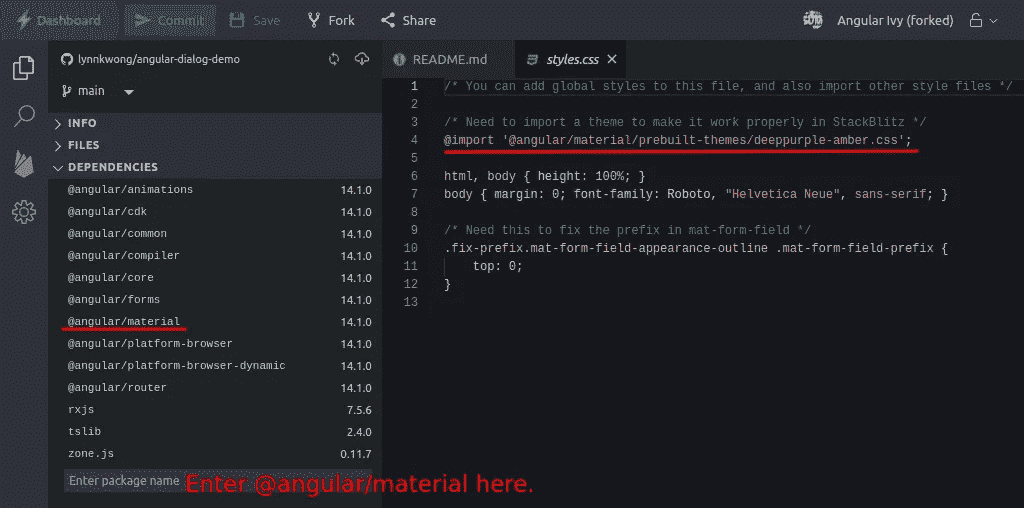 Dashboard Commit Save Fork Share Angular Ivy (forked)
lynnkwong/angular-dialog-demo
main
INFO
FILES
DEPENDENCIES
@angular/animations 14.1.0
@angular/cdk 14.1.0
@angular/common 14.1.0
@angular/compiler 14.1.0
@angular/core 14.1.0
@angular/forms 14.1.0
@angular/material 14.1.0
@angular/platform-browser 14.1.0
@angular/platform-browser-dynamic 14.1.0
@angular/router 14.1.0
rxjs 7.5.6
tslib 2.4.0
zone.js 0.11.7
Enter package name
Enter @angular/material here.
README.md styles.css
1 /* You can add global styles to this file, and also import other style files */
2
3 /* Need to import a theme to make it work properly in StackBlitz */
4 @import '@angular/material/prebuilt-themes/deeppurple-amber.css';
5
6 html, body { height: 100%; }
7 body { margin: 0; font-family: Roboto, "Helvetica Neue", sans-serif; }
8
9 /* Need this to fix the prefix in mat-form-field */
10 .fix-prefix.mat-form-field-appearance-outline .mat-form-field-prefix {
11 top: 0;
12 }
13